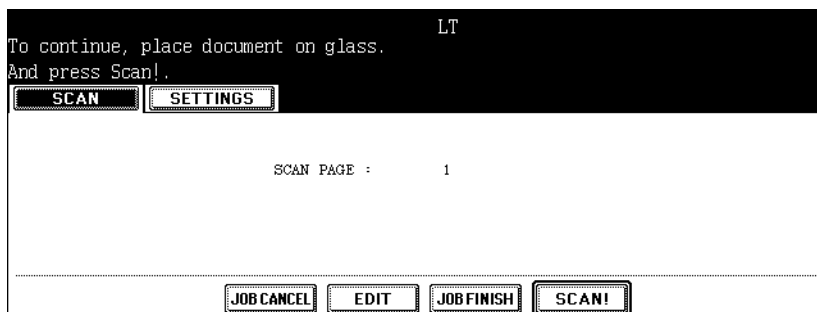 LT
To continue, place document on glass.
And press Scan!.
SCAN SETTINGS
SCAN PAGE : 1
JOB CANCEL EDIT JOB FINISH SCAN!